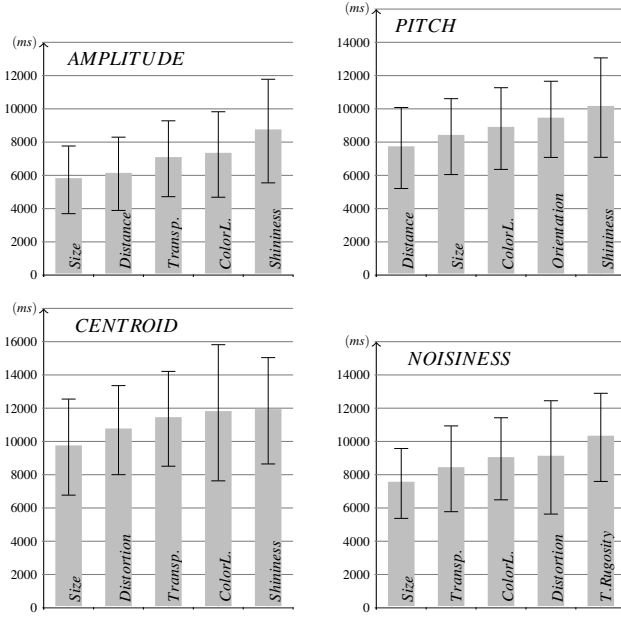 (ms)
AMPLITUDE
12000
10000
8000
6000
4000
2000
0
Size
Distance
Transp.
ColorL.
Shininess
(ms)
PITCH
14000
12000
10000
8000
6000
4000
2000
0
Distance
Size
ColorL.
Orientation
Shininess
(ms)
CENTROID
16000
14000
12000
10000
8000
6000
4000
2000
0
Size
Distortion
Transp.
ColorL.
Shininess
(ms)
NOISINESS
14000
12000
10000
8000
6000
4000
2000
0
Size
Transp.
ColorL.
Distortion
T.Rugosity